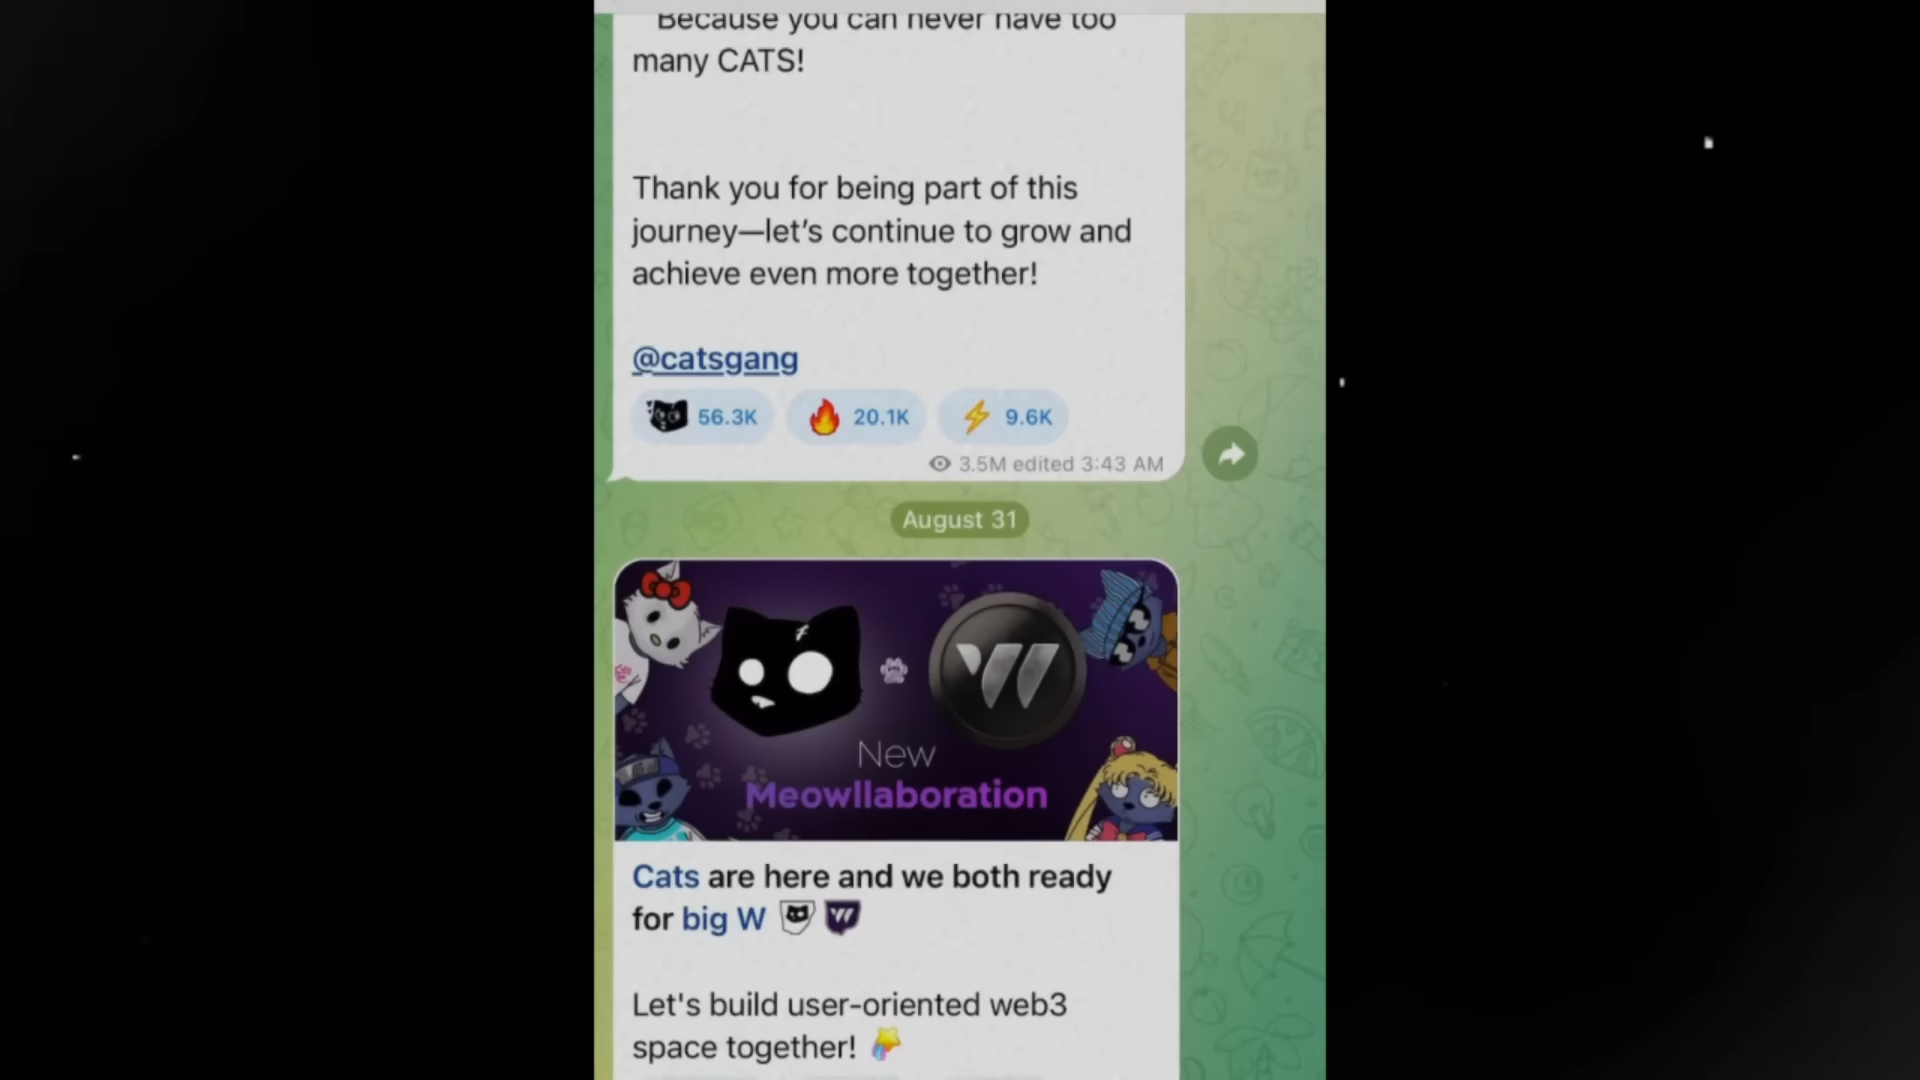 Because you can never have too
many CATS!
Thank you for being part of this
journey—let's continue to grow and
achieve even more together!
@catsgang
56.3K 20.1K 9.6K
3.5M edited 3:43 AM
August 31
New
Meowllaboration
Cats are here and we both ready
for big W
Let's build user-oriented web3
space together!